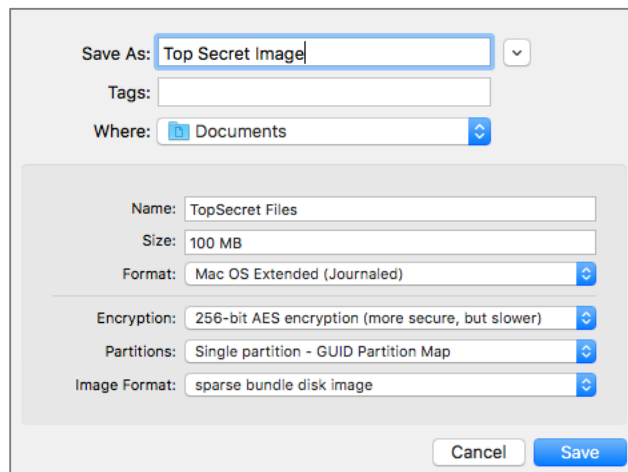 Save As: Top Secret Image
Tags:
Where: Documents
Name: TopSecret Files
Size: 100 MB
Format: Mac OS Extended (Journaled)
Encryption: 256-bit AES encryption (more secure, but slower)
Partitions: Single partition - GUID Partition Map
Image Format: sparse bundle disk image
Cancel Save